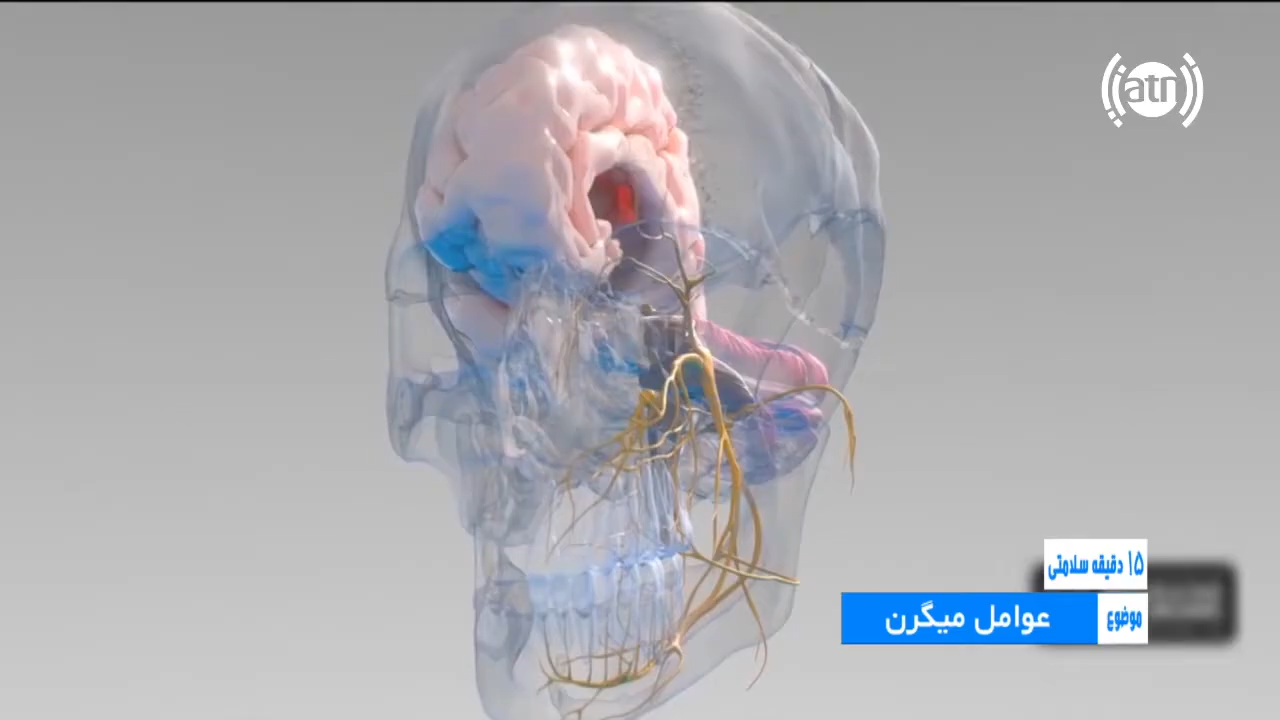 atn
۱۵ دقیقه سلامتی
موضوع عوامل میگرن